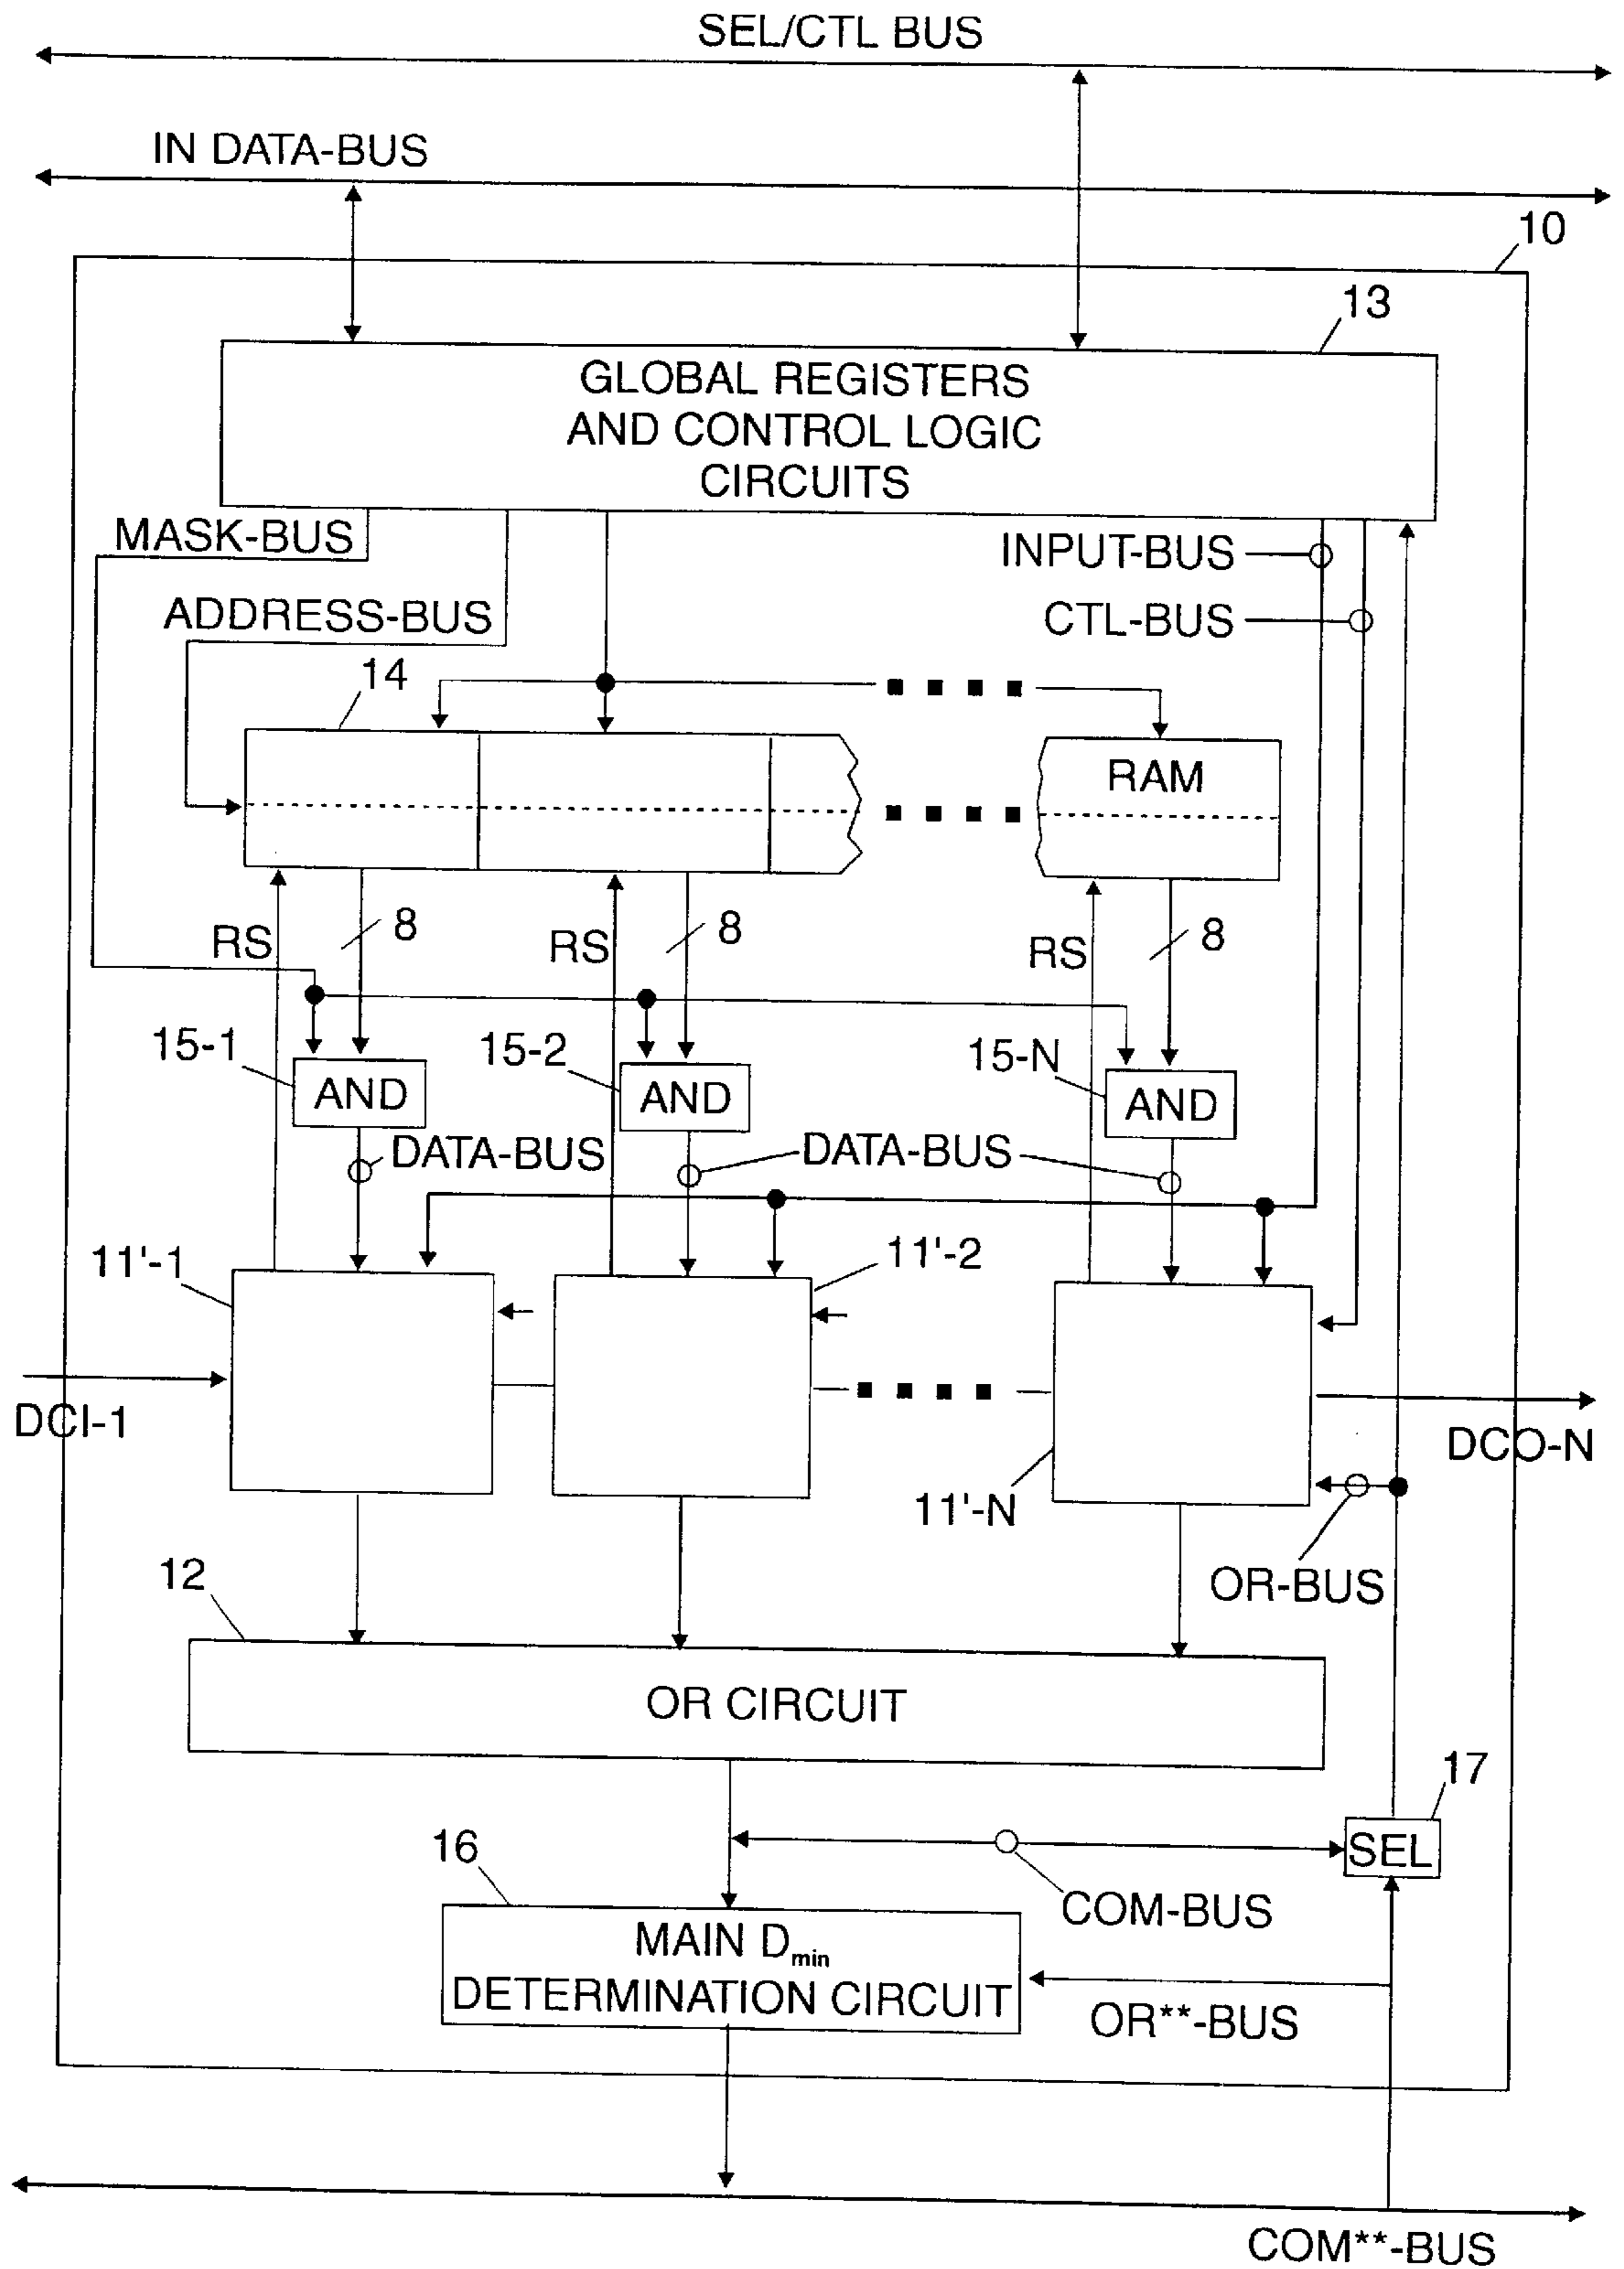 SEL/CTL BUS
IN DATA-BUS
10
13
GLOBAL REGISTERS
AND CONTROL LOGIC
CIRCUITS
MASK-BUS
INPUT-BUS
ADDRESS-BUS
CTL-BUS
14
RAM
RS
8
RS
8
RS
8
15-1
15-2
15-N
AND
AND
AND
DATA-BUS
DATA-BUS
11'-1
11'-2
DCI-1
DCO-N
11'-N
OR-BUS
12
OR CIRCUIT
17
SEL
16
COM-BUS
MAIN Dmin
DETERMINATION CIRCUIT
OR**-BUS
COM**-BUS